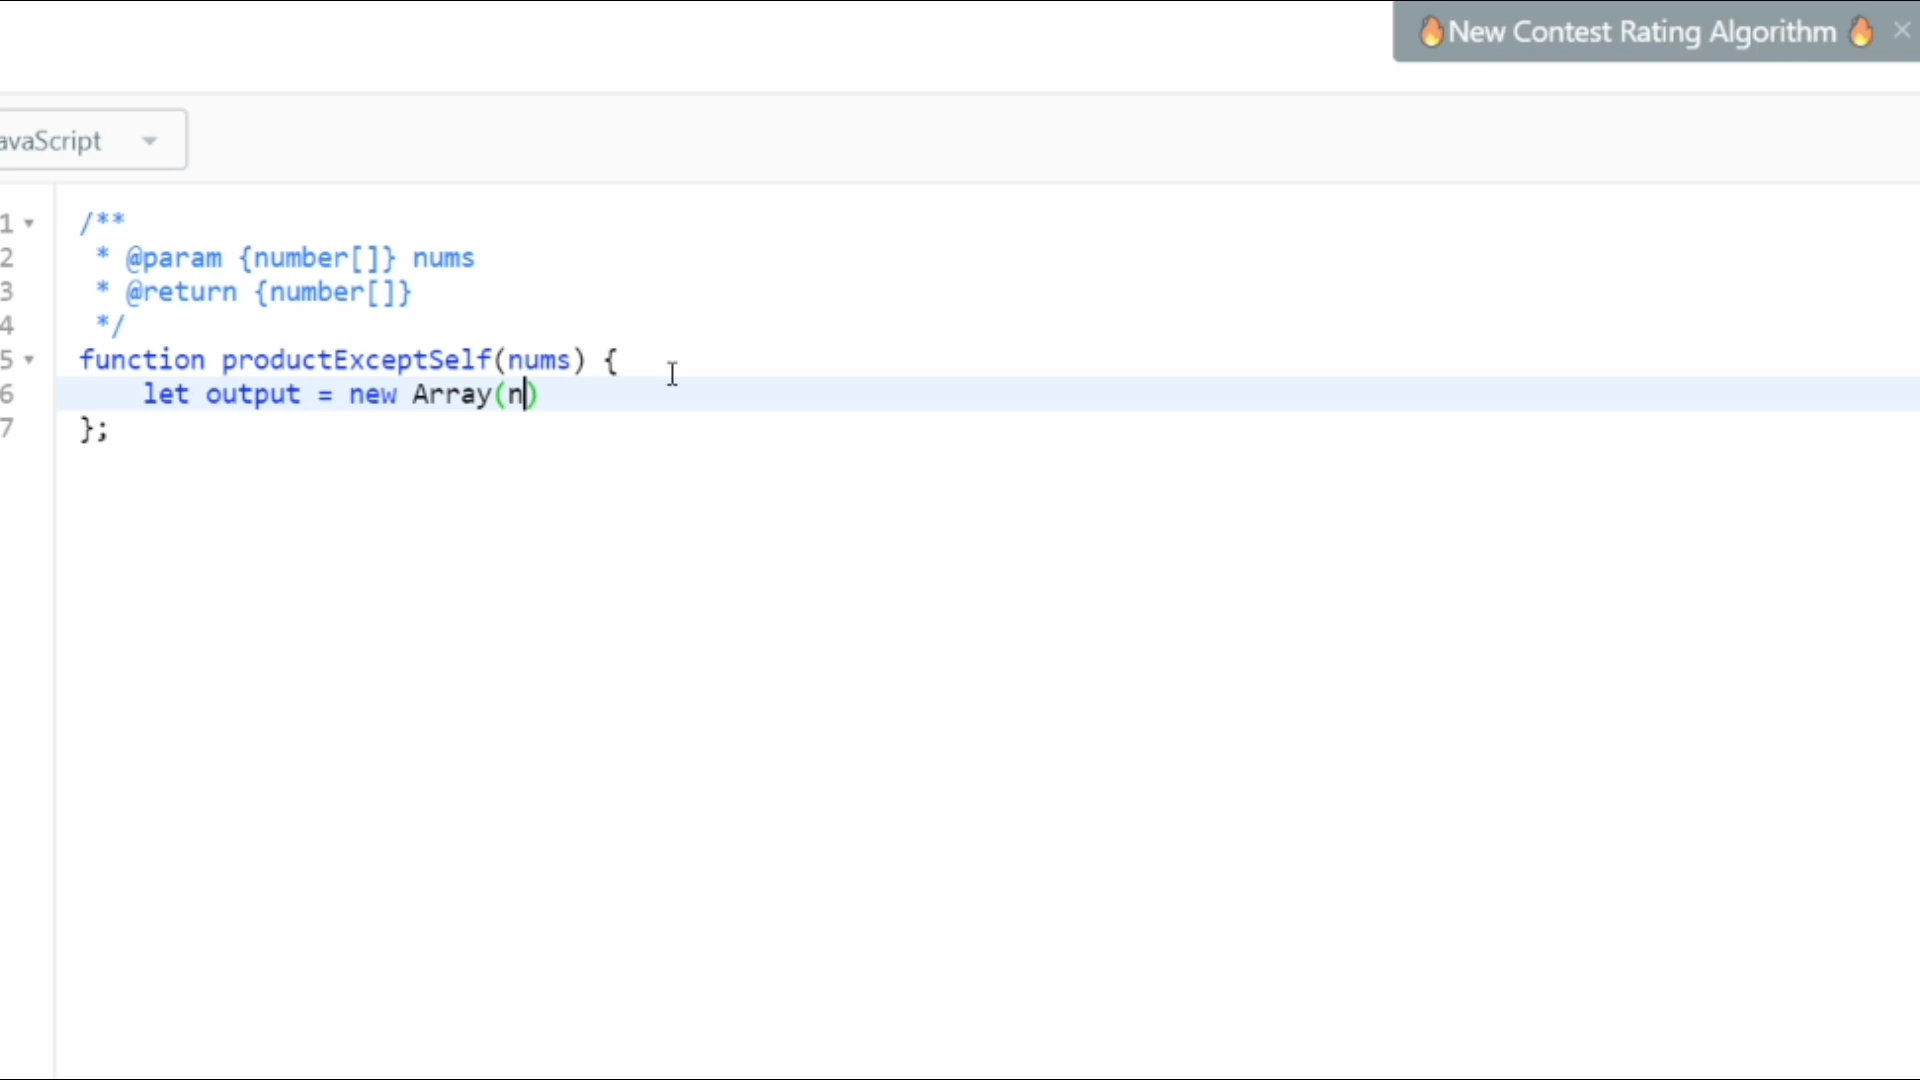 🔥New Contest Rating Algorithm 🔥 ×
avaScript
1 /**
2 * @param {number[]} nums
3 * @return {number[]}
4 */
5 function productExceptSelf(nums) {
6 let output = new Array(n)
7 };